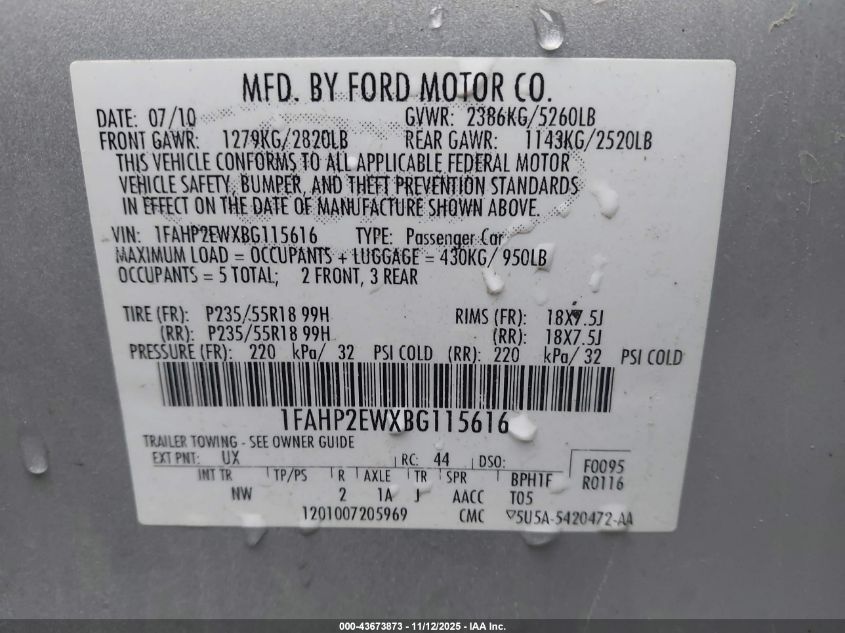 MFD. BY FORD MOTOR CO.
DATE: 07/10 GVWR: 2386KG/5260LB
FRONT GAWR: 1279KG/2820LB REAR GAWR: 1143KG/2520LB
THIS VEHICLE CONFORMS TO ALL APPLICABLE FEDERAL MOTOR
VEHICLE SAFETY, BUMPER, AND THEFT PREVENTION STANDARDS
IN EFFECT ON THE DATE OF MANUFACTURE SHOWN ABOVE.
VIN: 1FAHP2EWXBG115616 TYPE: Passenger Car
MAXIMUM LOAD = OCCUPANTS + LUGGAGE = 430KG/ 950LB
OCCUPANTS = 5 TOTAL; 2 FRONT, 3 REAR
TIRE (FR): P235/55R18 99H RIMS (FR): 18X7.5J
(RR): P235/55R18 99H (RR): 18X7.5J
PRESSURE (FR): 220 kPa/ 32 PSI COLD (RR): 220 kPa/ 32 PSI COLD
1FAHP2EWXBG115616
TRAILER TOWING - SEE OWNER GUIDE
EXT PNT: UX RC: 44 DSO: F0095
INT TR TP/PS R AXLE TR SPR BPH1F R0116
NW 2 1A J AACC T05
1201007205969 CMC ▽5U5A-5420472-AA
000-43673873 - 11/12/2025 - IAA Inc.